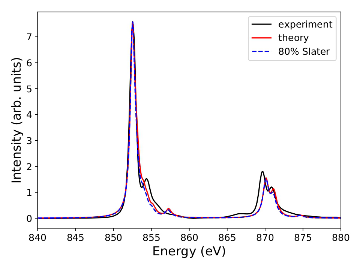 experiment
theory
80% Slater
Intensity (arb. units)
7
6
5
4
3
2
1
0
840 845 850 855 860 865 870 875 880
Energy (eV)